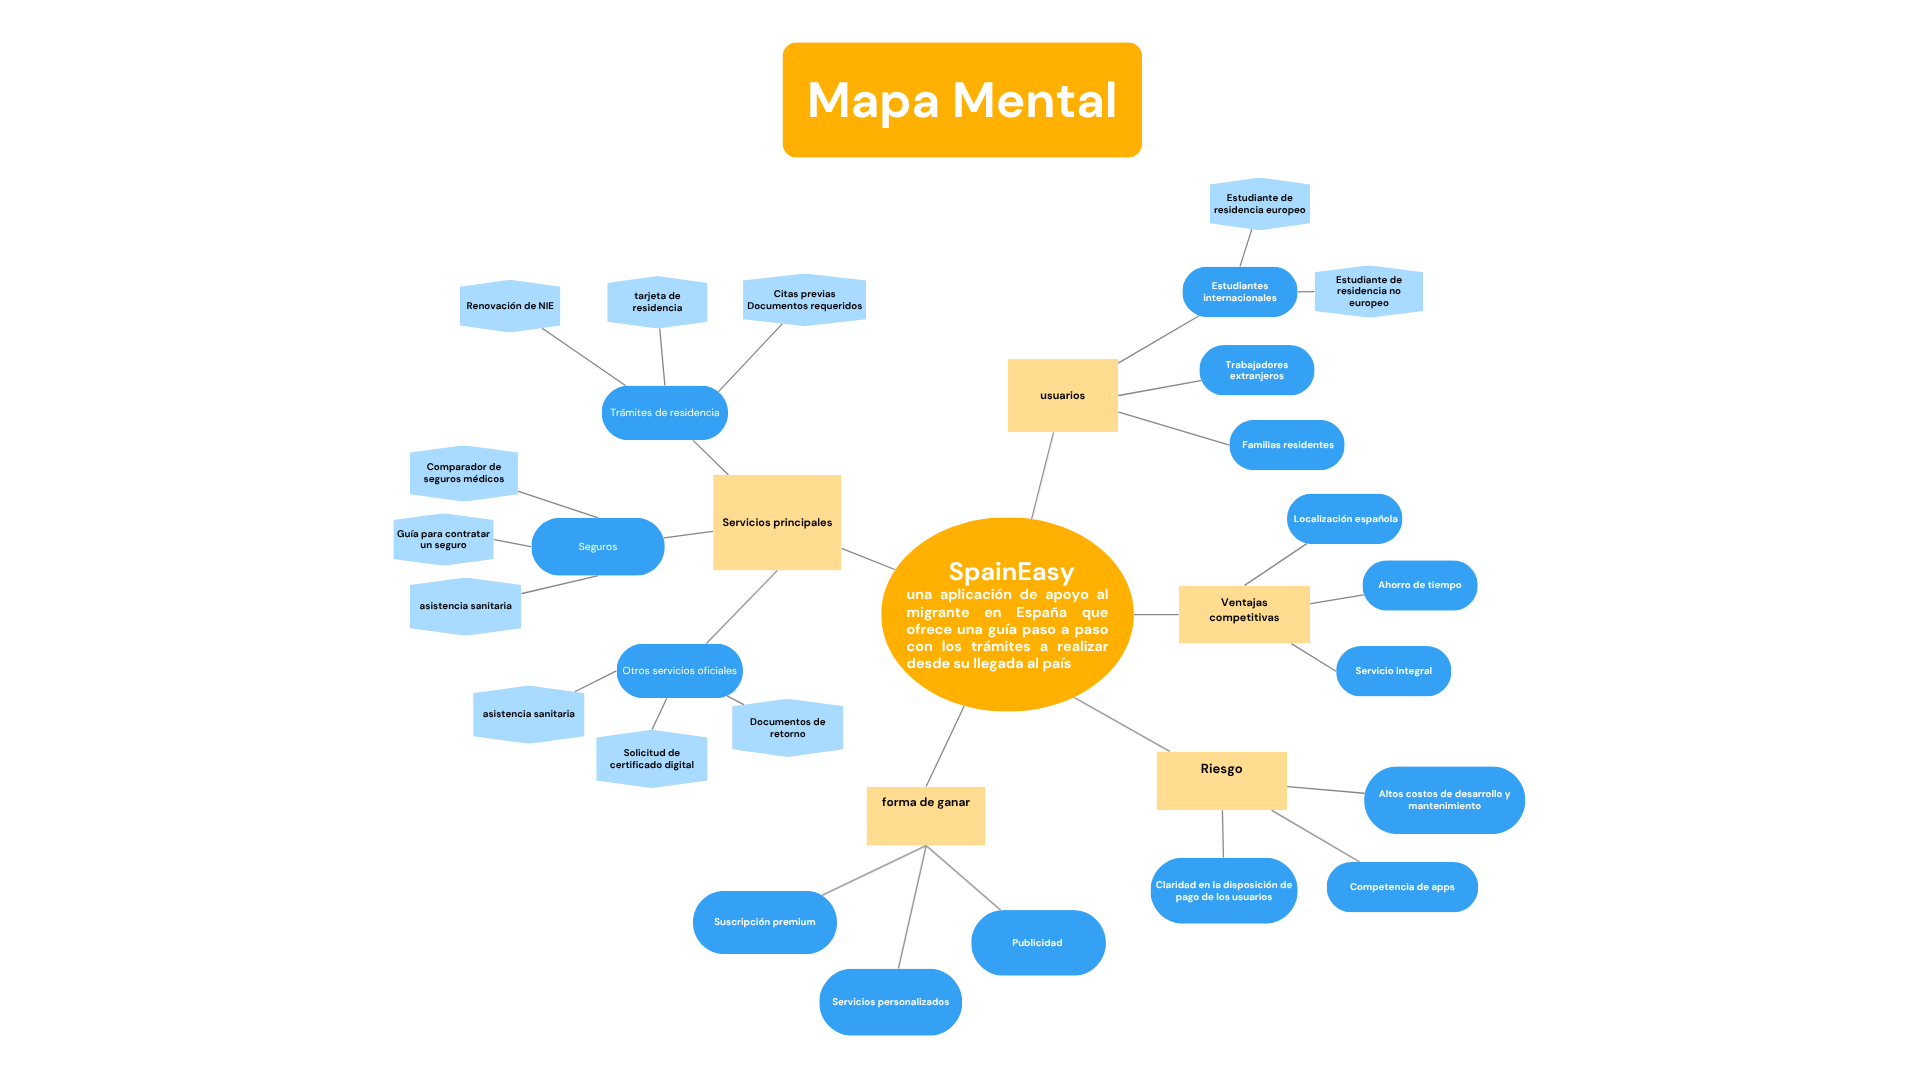 Mapa Mental
Estudiante de
residencia europeo
Estudiantes
internacionales
Estudiante de
residencia no
europeo
Trabajadores
extranjeros
Familias residentes
usuarios
Renovación de NIE
tarjeta de
residencia
Citas previas
Documentos requeridos
Trámites de residencia
Comparador de
seguros médicos
Guía para contratar
un seguro
asistencia sanitaria
Seguros
Servicios principales
Otros servicios oficiales
asistencia sanitaria
Solicitud de
certificado digital
Documentos de
retorno
SpainEasy
una aplicación de apoyo al
migrante en España que
ofrece una guía paso a paso
con los trámites a realizar
desde su llegada al país
Localización española
Ahorro de tiempo
Ventajas
competitivas
Servicio integral
Riesgo
Altos costos de desarrollo y
mantenimiento
Claridad en la disposición de
pago de los usuarios
Competencia de apps
forma de ganar
Suscripción premium
Publicidad
Servicios personalizados